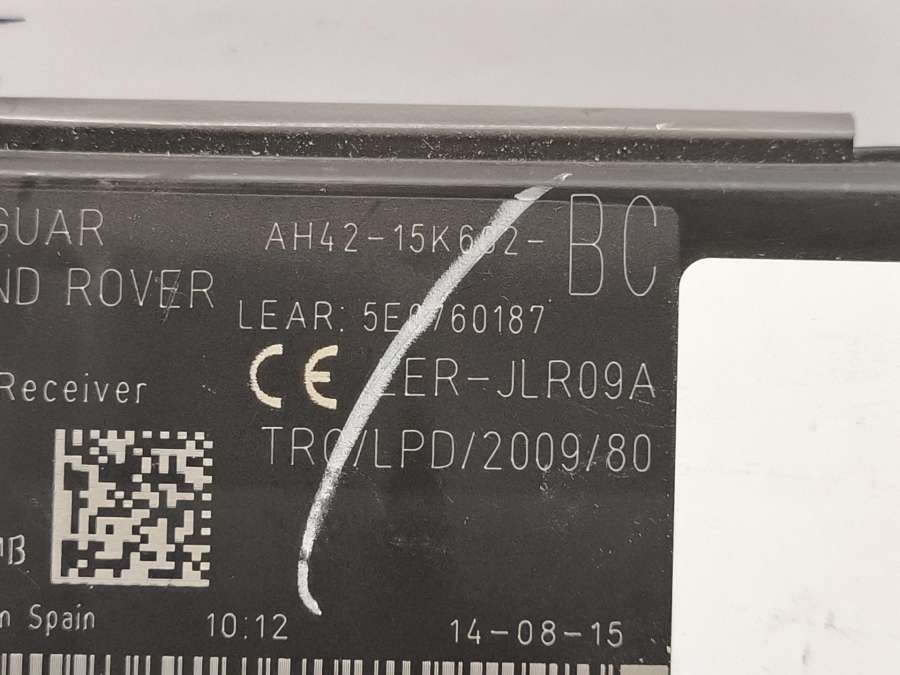 GUAR
AH42-15K602-BC
ND ROVER
LEAR: 5E0760187
CE LER-JLR09A
Receiver
TRC/LPD/2009/80
n Spain
10:12
14-08-15